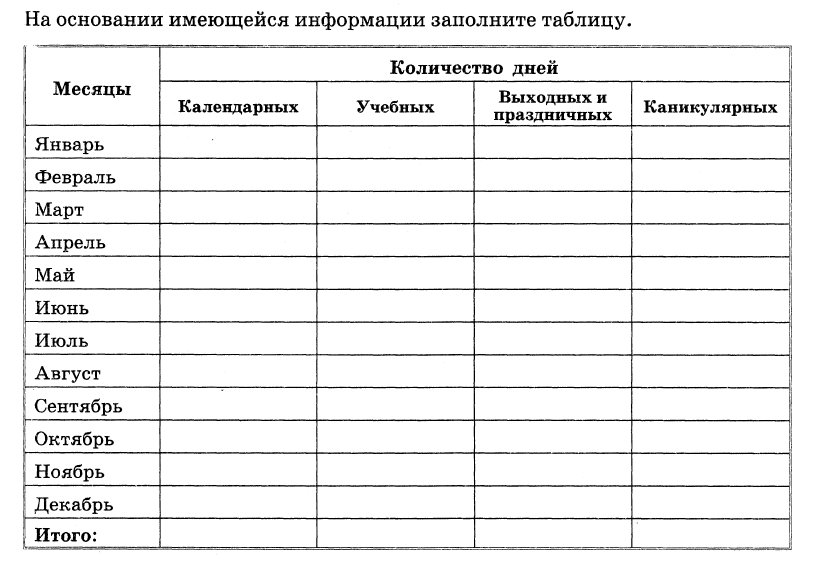 На основании имеющейся информации заполните таблицу.
Месяцы
Количество дней
Календарных
Учебных
Выходных и
праздничных
Каникулярных
Январь
Февраль
Март
Апрель
Май
Июнь
Июль
Август
Сентябрь
Октябрь
Ноябрь
Декабрь
Итого: